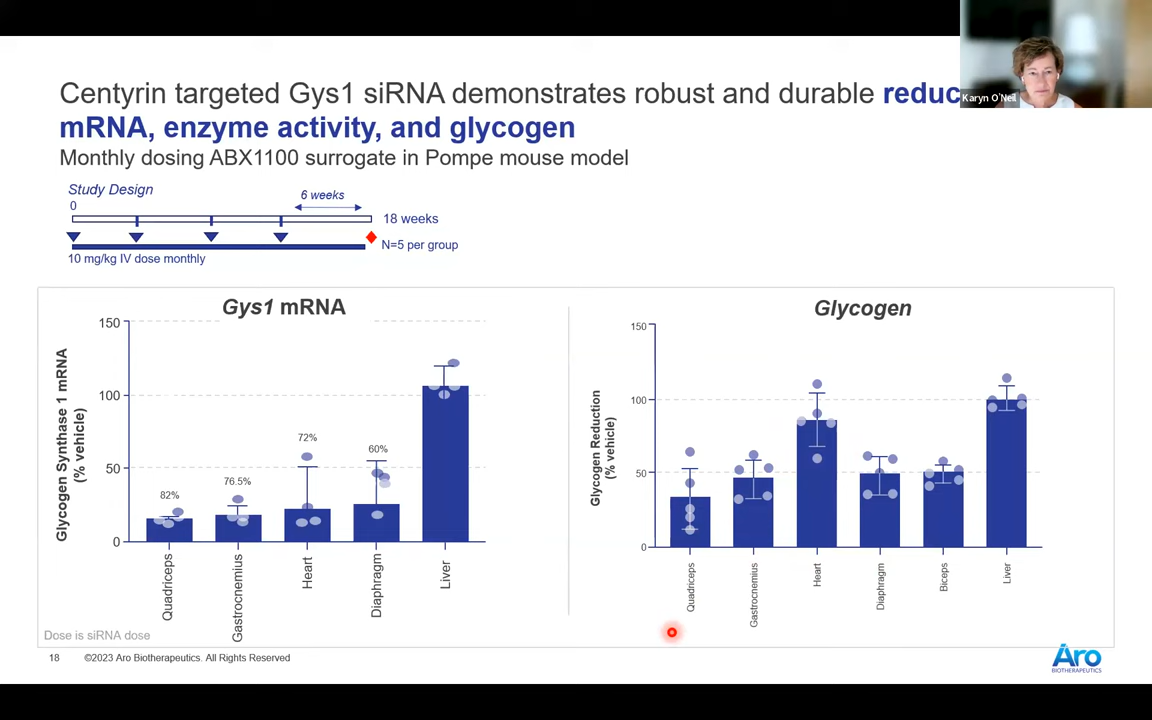 Centyrin targeted Gys1 siRNA demonstrates robust and durable
mRNA, enzyme activity, and glycogen
Karyn O'Neil
Monthly dosing ABX1100 surrogate in Pompe mouse model
Study Design
0
6 weeks
18 weeks
N=5 per group
10 mg/kg IV dose monthly
Gys1 mRNA
Glycogen Synthase 1 mRNA
(% vehicle)
150
100
50
0
82%
76.5%
72%
60%
Quadriceps
Gastrocnemius
Heart
Diaphragm
Liver
Glycogen
Glycogen Reduction
(% vehicle)
150
100
50
0
Quadriceps
Gastrocnemius
Heart
Diaphragm
Biceps
Liver
Dose is siRNA dose
18
©2023 Aro Biotherapeutics. All Rights Reserved
Aro
BIOTHERAPEUTICS